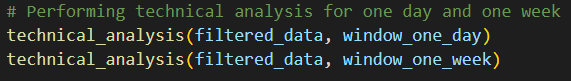 # Performing technical analysis for one day and one week
technical_analysis(filtered_data, window_one_day)
technical_analysis(filtered_data, window_one_week)